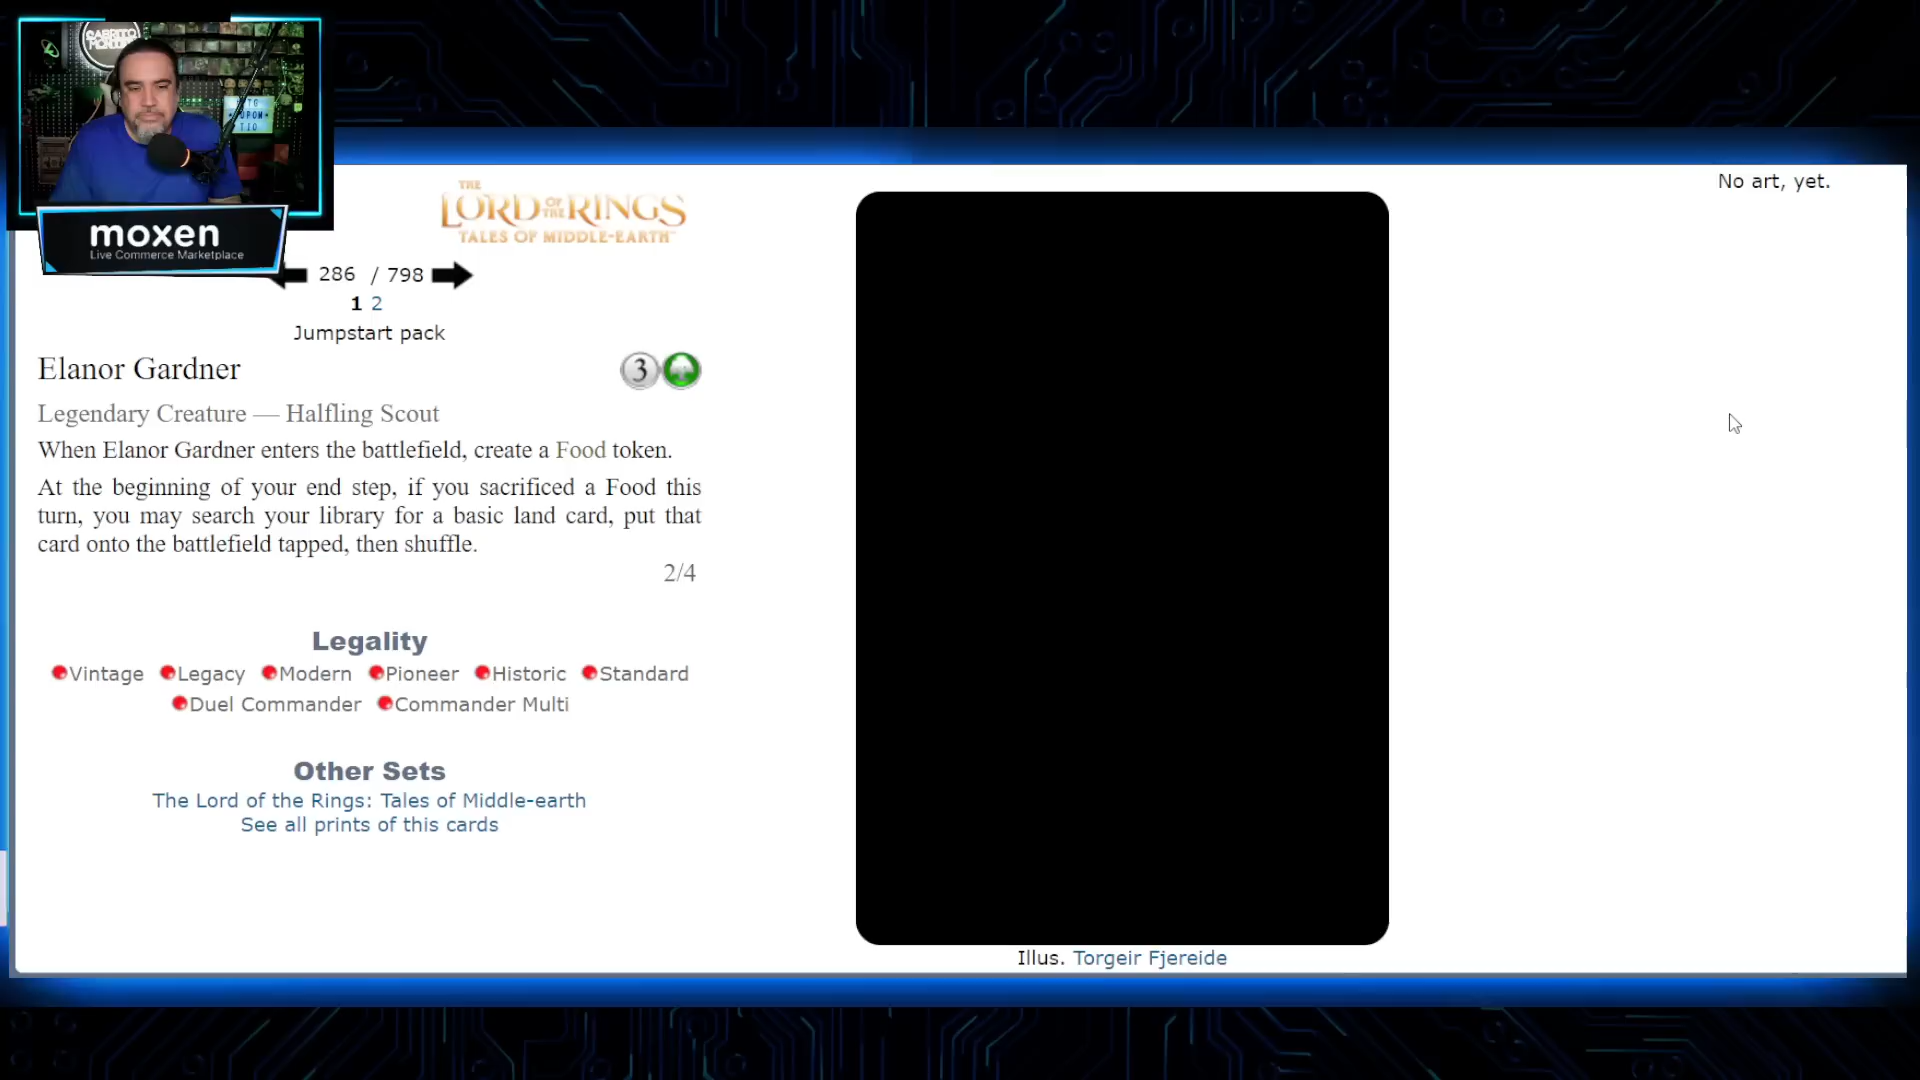 CABRITO
MONTUNO
moxen
Live Commerce Marketplace
THE
LORD OF THE RINGS
TALES OF MIDDLE-EARTH
No art, yet.
286 / 798
1 2
Jumpstart pack
Elanor Gardner
3
Legendary Creature — Halfling Scout
When Elanor Gardner enters the battlefield, create a Food token.
At the beginning of your end step, if you sacrificed a Food this
turn, you may search your library for a basic land card, put that
card onto the battlefield tapped, then shuffle.
2/4
Legality
Vintage Legacy Modern Pioneer Historic Standard
Duel Commander Commander Multi
Other Sets
The Lord of the Rings: Tales of Middle-earth
See all prints of this cards
Illus. Torgeir Fjereide